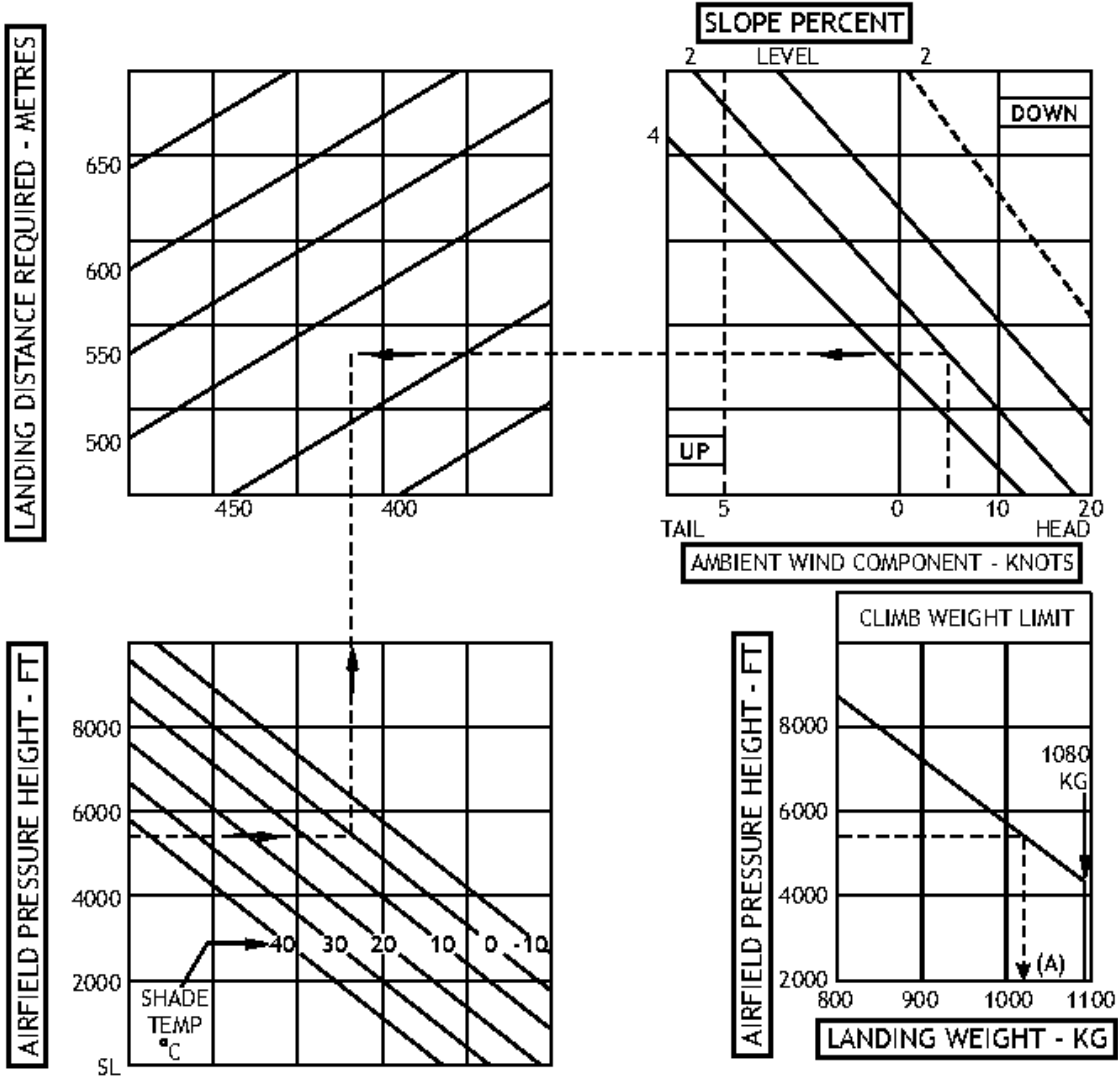 SLOPE PERCENT
2 LEVEL 2
DOWN
4
UP
5 0 10 20
TAIL HEAD
AMBIENT WIND COMPONENT - KNOTS
LANDING DISTANCE REQUIRED - METRES
650
600
550
500
450 400
AIRFIELD PRESSURE HEIGHT - FT
8000
6000
4000
2000
SL
40 30 20 10 0 -10
SHADE
TEMP
°C
CLIMB WEIGHT LIMIT
AIRFIELD PRESSURE HEIGHT - FT
8000
6000
4000
2000
1080
KG
(A)
800 900 1000 1100
LANDING WEIGHT - KG